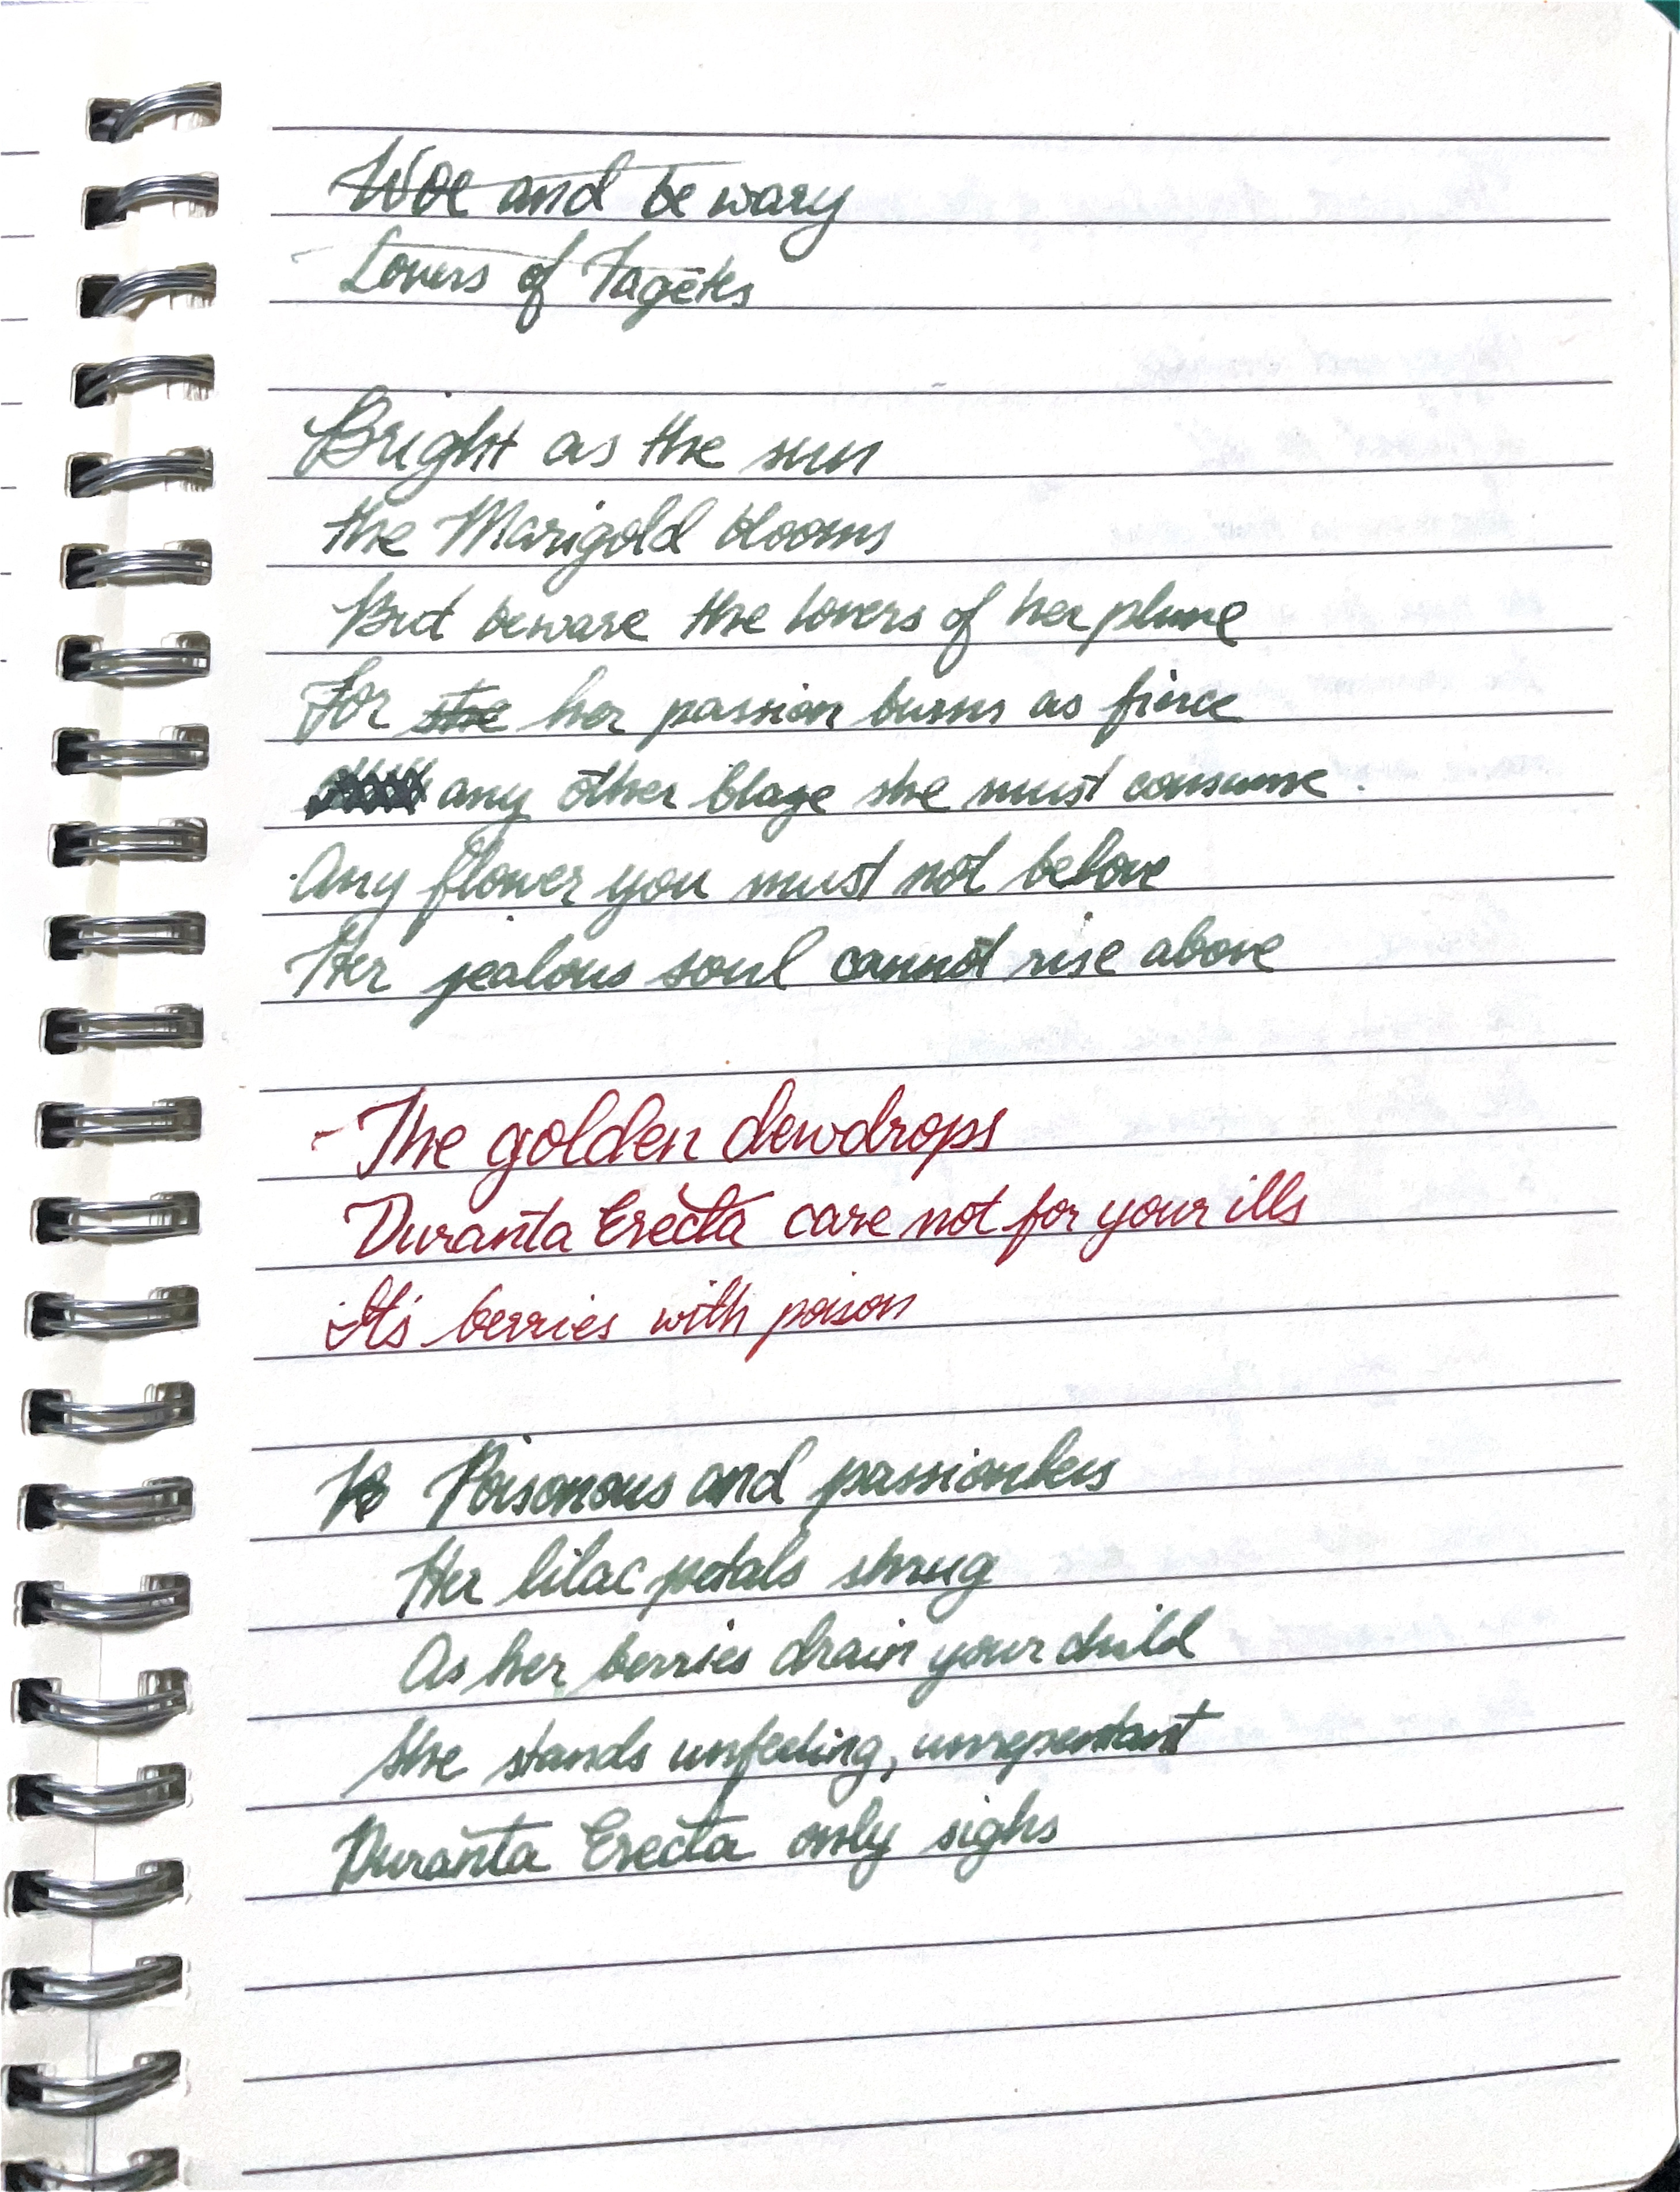 Woe and be wary
Lovers of Tagetes
Bright as the sun
the Marigold blooms
But beware the lovers of her plume
For she her passion burns as fierce
any other blaze she must consume.
Any flower you must not belove
Her jealous soul cannot rise above
- The golden dewdrops
Duranta Erecta care not for your ills
It's berries with poison
Poisonous and passionless
Her lilac petals shrug
As her berries drain your child
She stands unfeeling, unrepentant
Duranta Erecta only sighs